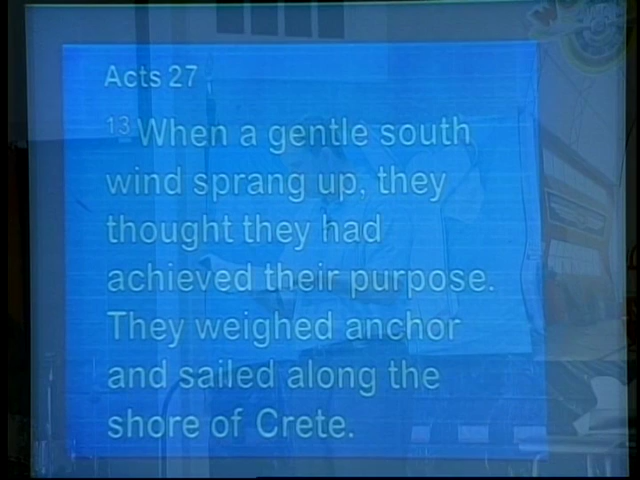 Acts 27
13 When a gentle south
wind sprang up, they
thought they had
achieved their purpose.
They weighed anchor
and sailed along the
shore of Crete.